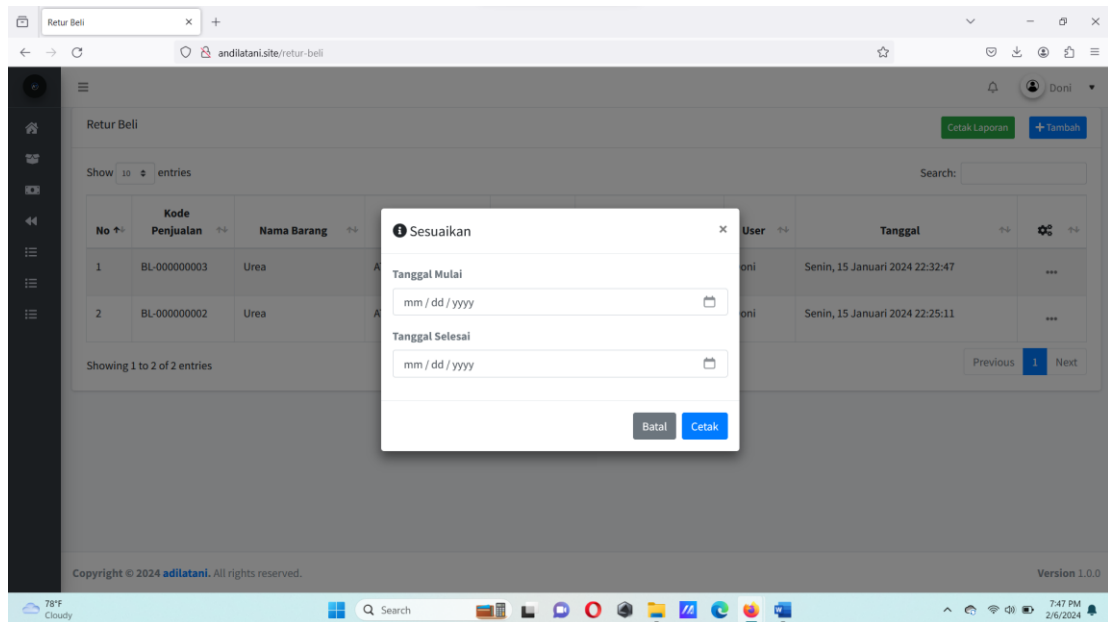 Retur Beli
andilatani.site/retur-beli
Doni
Retur Beli
Cetak Laporan
+ Tambah
Show 10 entries
Search:
No Kode Penjualan Nama Barang User Tanggal
1 BL-000000003 Urea oni Senin, 15 Januari 2024 22:32:47
2 BL-000000002 Urea oni Senin, 15 Januari 2024 22:25:11
Showing 1 to 2 of 2 entries
Previous 1 Next
Sesuaikan
Tanggal Mulai
mm / dd / yyyy
Tanggal Selesai
mm / dd / yyyy
Batal Cetak
Copyright © 2024 adilatani. All rights reserved.
Version 1.0.0
78°F
Cloudy
Search
7:47 PM
2/6/2024